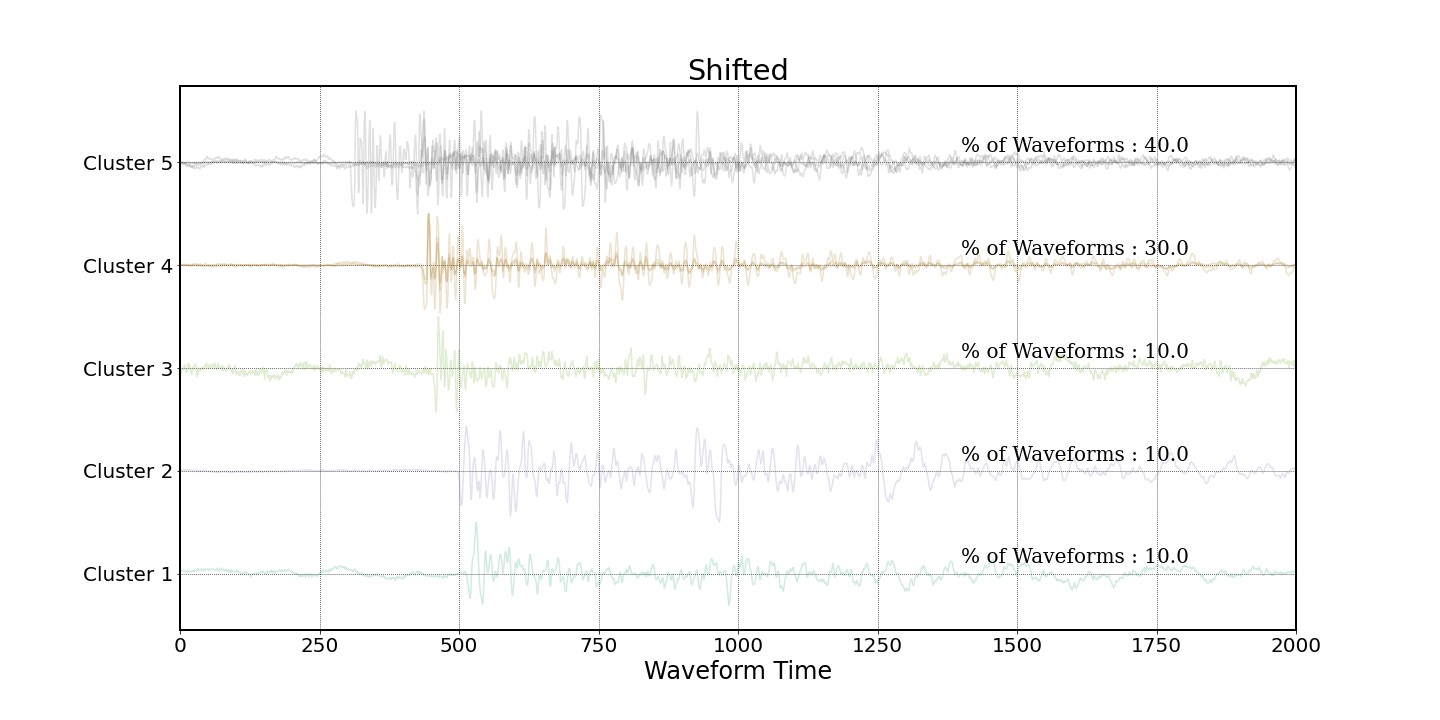 Shifted
Cluster 5
% of Waveforms : 40.0
Cluster 4
% of Waveforms : 30.0
Cluster 3
% of Waveforms : 10.0
Cluster 2
% of Waveforms : 10.0
Cluster 1
% of Waveforms : 10.0
0 250 500 750 1000 1250 1500 1750 2000
Waveform Time